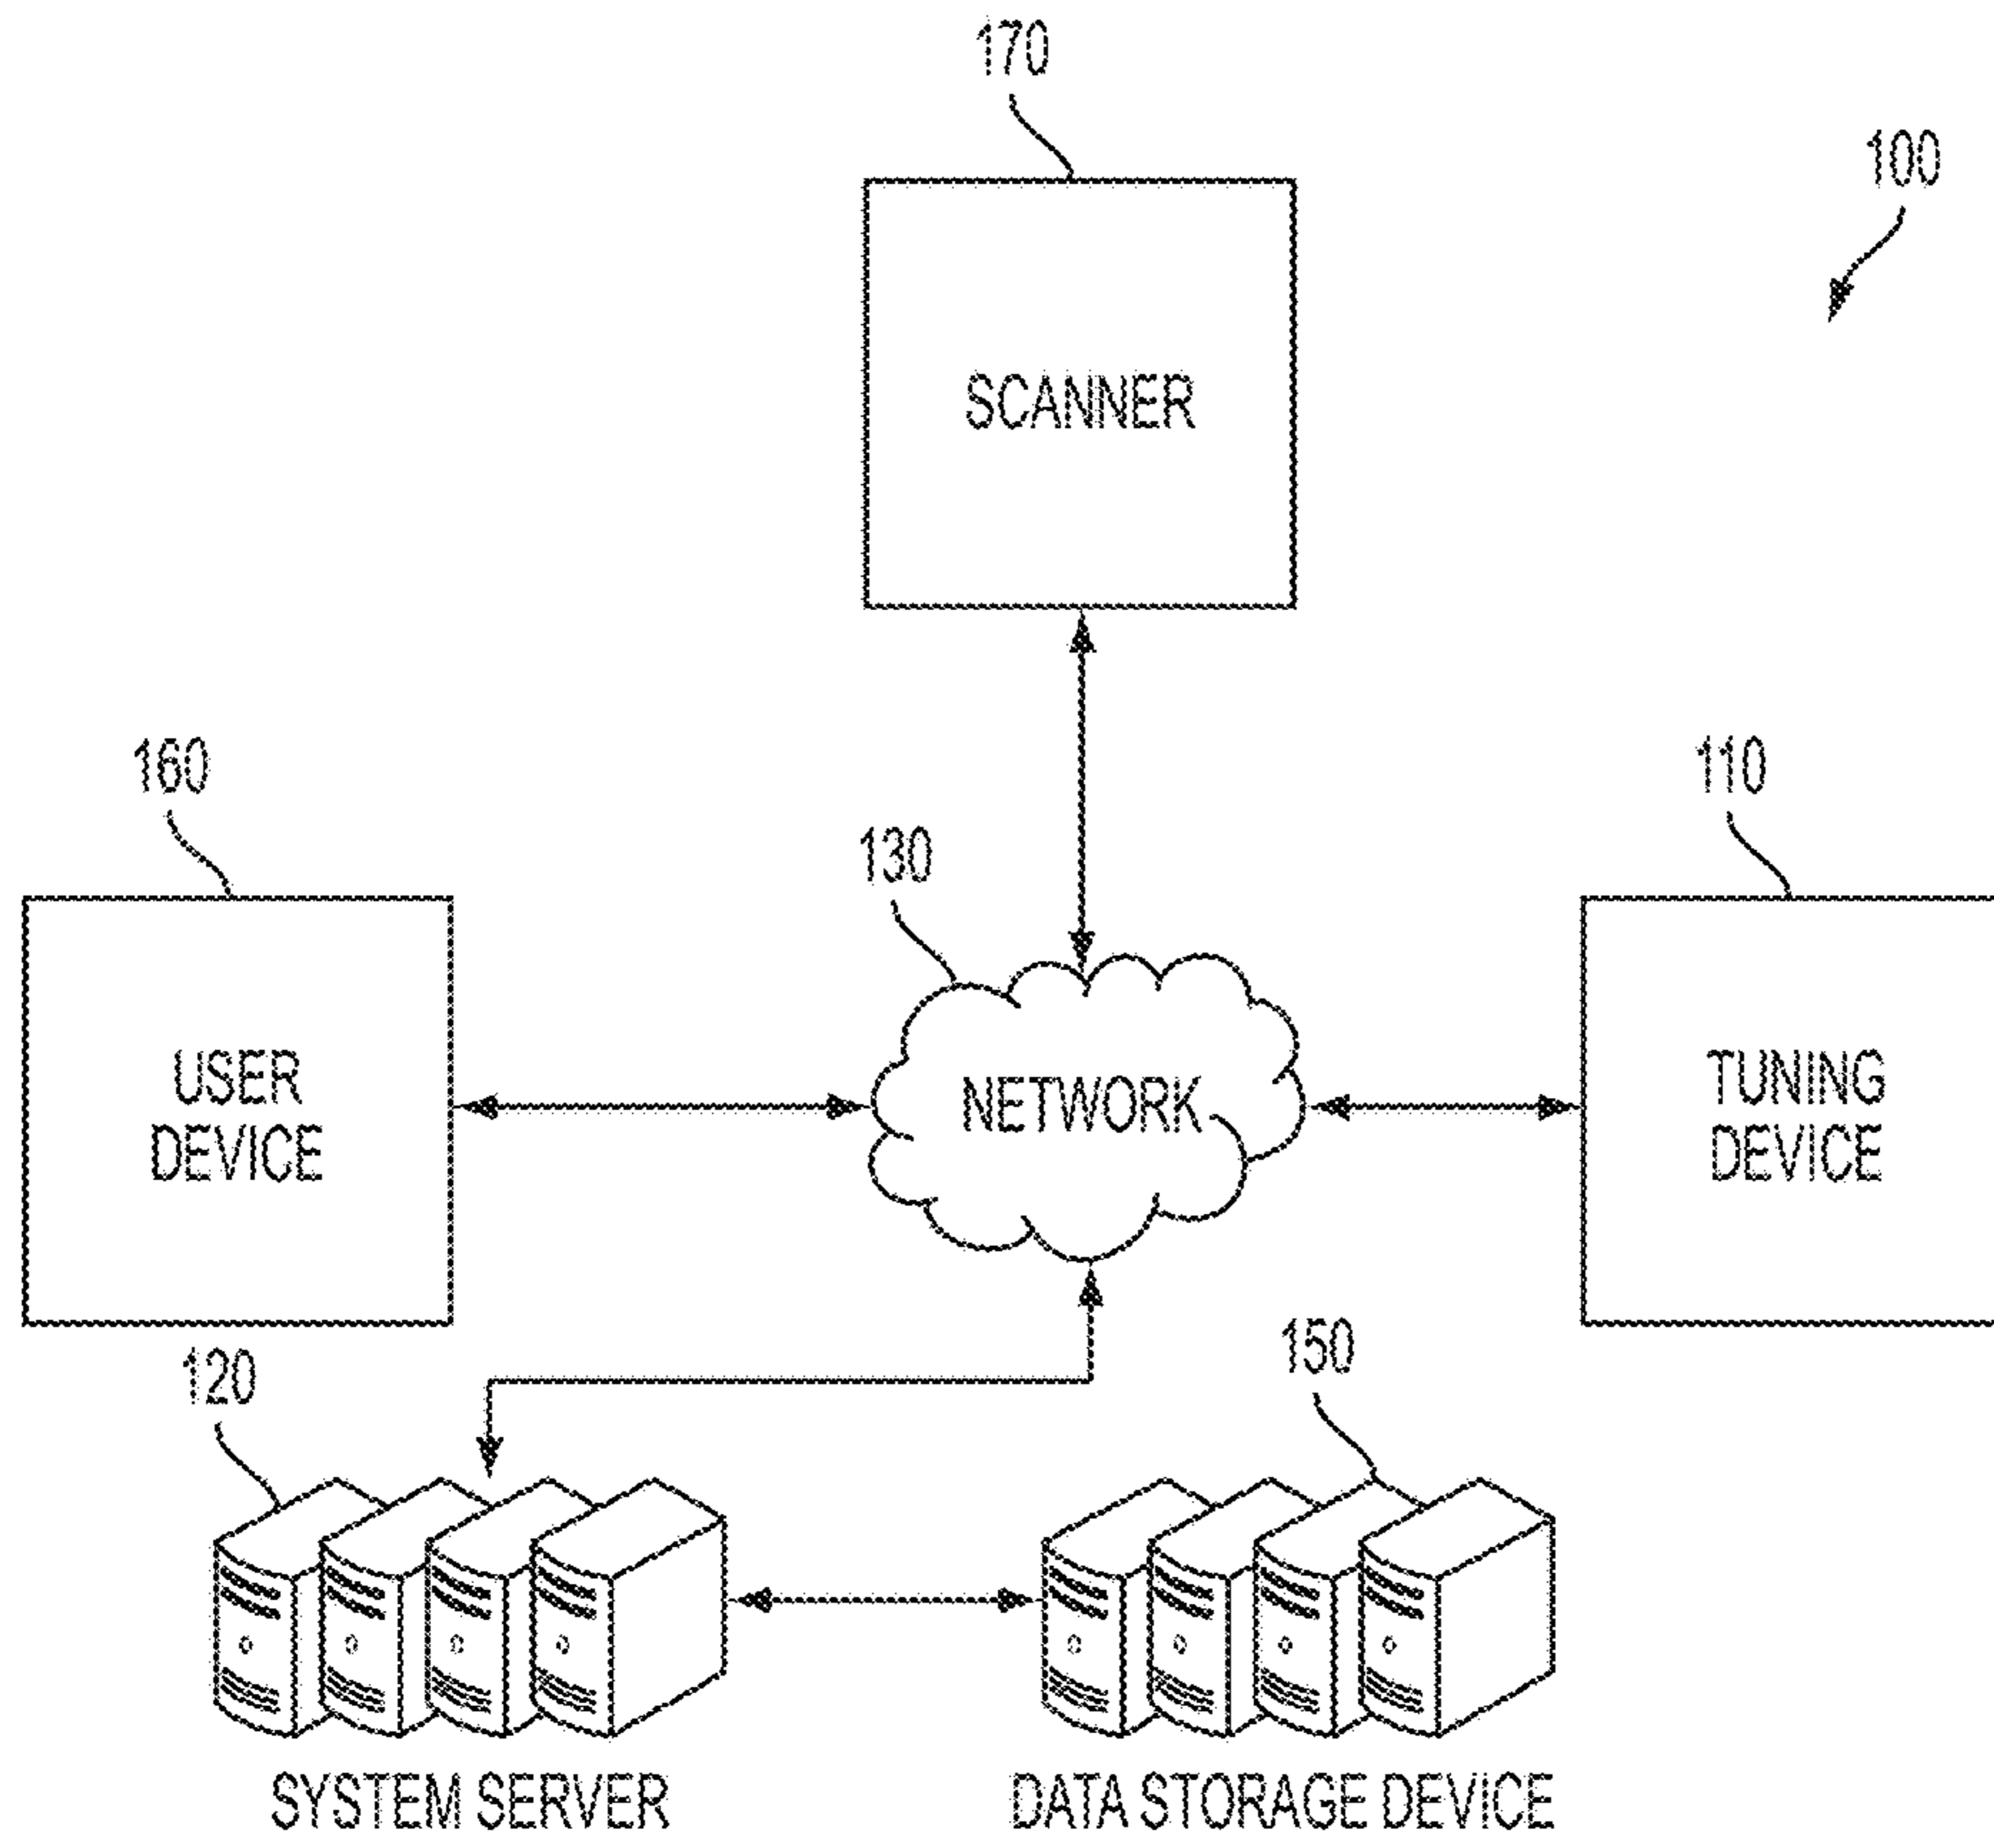 170
100
SCANNER
160
110
130
USER
DEVICE
NETWORK
TUNING
DEVICE
120
150
SYSTEM SERVER
DATA STORAGE DEVICE